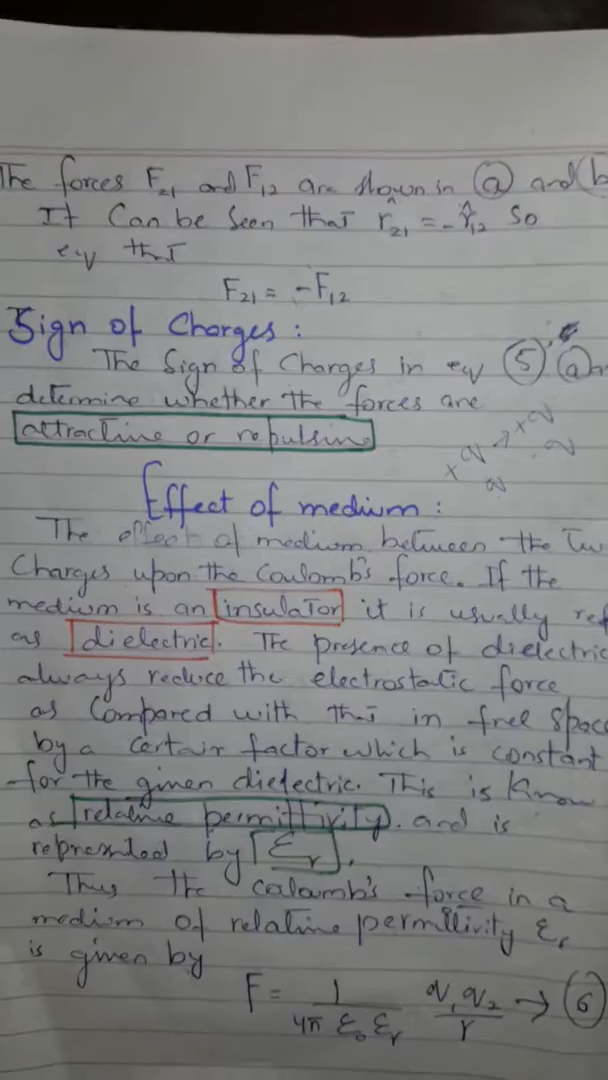 The forces F₂₁ and F₁₂ are shown in (a) and (b
It Can be Seen that r̂₂₁ = -r̂₁₂ so
eq that
F₂₁ = -F₁₂
Sign of Charges:
The Sign of Charges in eq (5) (a
determine whether the forces are
attractive or repulsive
Effect of medium:
The effect of medium between the Tw
Charges upon the Coulomb's force. If the
medium is an insulator it is usually ref
as dielectric. The presence of dielectric
always reduce the electrostatic force
as Compared with that in free Spac
by a Certain factor which is constant
for the given dielectric. This is Know
as relative permittivity. and is
represented by εr.
Thus the calamb's force in a
medium of relative permittivity εr
is given by
F = 1/(4π ε₀ εr) q₁q₂/r → (6)